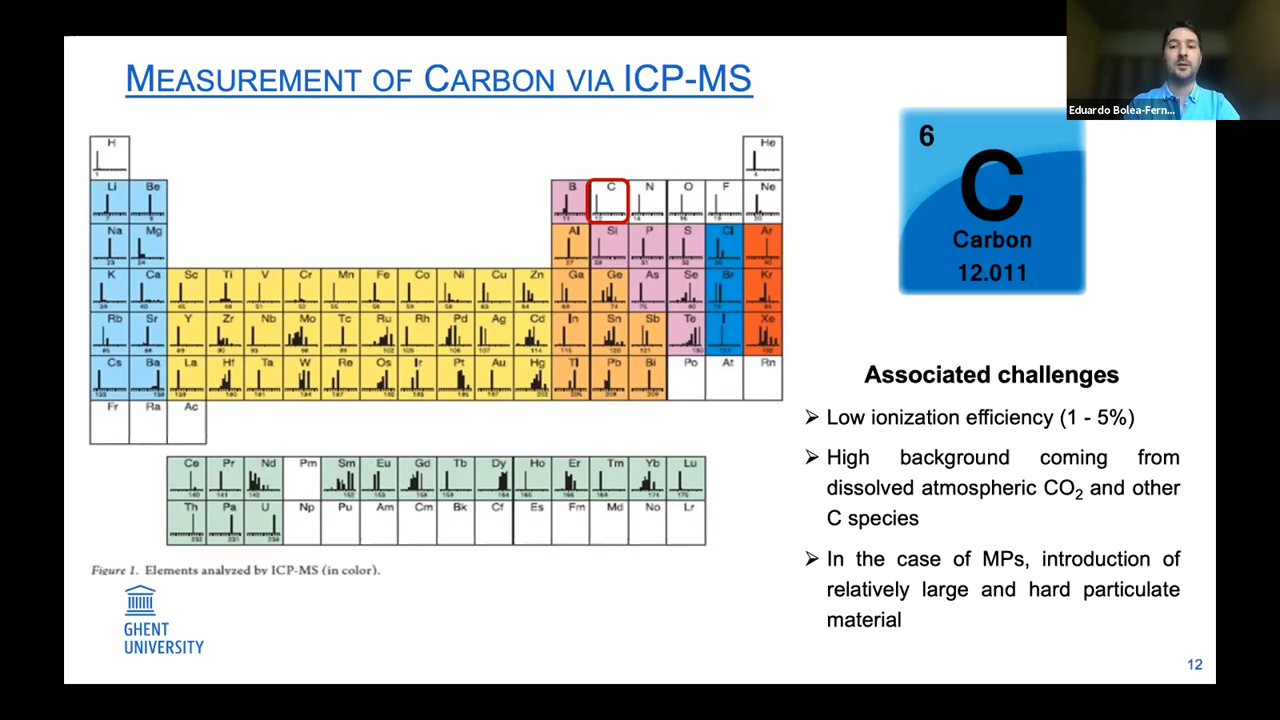 MEASUREMENT OF CARBON VIA ICP-MS
Eduardo Bolea-Fern...
H He
Li Be B C N O F Ne
Na Mg Al Si P S Cl Ar
K Ca Sc Ti V Cr Mn Fe Co Ni Cu Zn Ga Ge As Se Br Kr
Rb Sr Y Zr Nb Mo Tc Ru Rh Pd Ag Cd In Sn Sb Te I Xe
Cs Ba La Hf Ta W Re Os Ir Pt Au Hg Tl Pb Bi Po At Rn
Fr Ra Ac
Ce Pr Nd Pm Sm Eu Gd Tb Dy Ho Er Tm Yb Lu
Th Pa U Np Pu Am Cm Bk Cf Es Fm Md No Lr
Figure 1. Elements analyzed by ICP-MS (in color).
GHENT
UNIVERSITY
6
C
Carbon
12.011
Associated challenges
➢ Low ionization efficiency (1 - 5%)
➢ High background coming from
dissolved atmospheric CO₂ and other
C species
➢ In the case of MPs, introduction of
relatively large and hard particulate
material
12